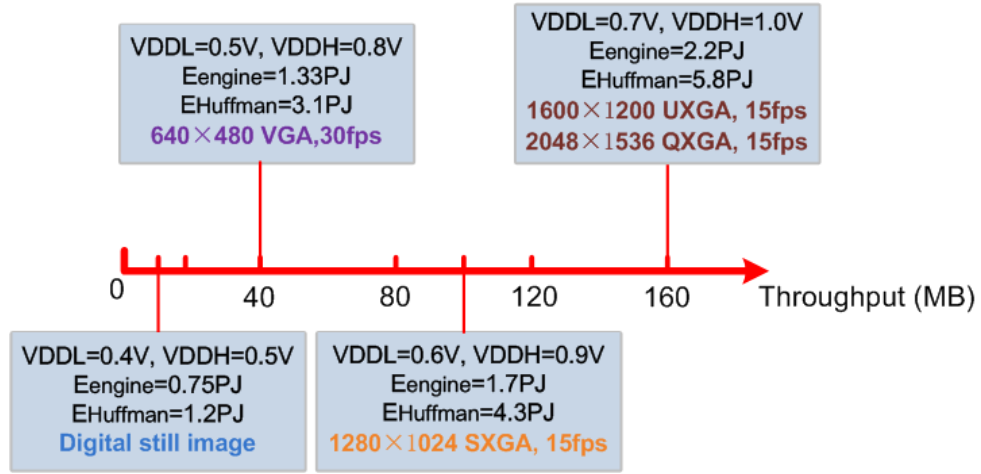 VDDL=0.5V, VDDH=0.8V
Eengine=1.33PJ
EHuffman=3.1PJ
640×480 VGA,30fps
VDDL=0.7V, VDDH=1.0V
Eengine=2.2PJ
EHuffman=5.8PJ
1600×1200 UXGA, 15fps
2048×1536 QXGA, 15fps
0
40
80
120
160
Throughput (MB)
VDDL=0.4V, VDDH=0.5V
Eengine=0.75PJ
EHuffman=1.2PJ
Digital still image
VDDL=0.6V, VDDH=0.9V
Eengine=1.7PJ
EHuffman=4.3PJ
1280×1024 SXGA, 15fps